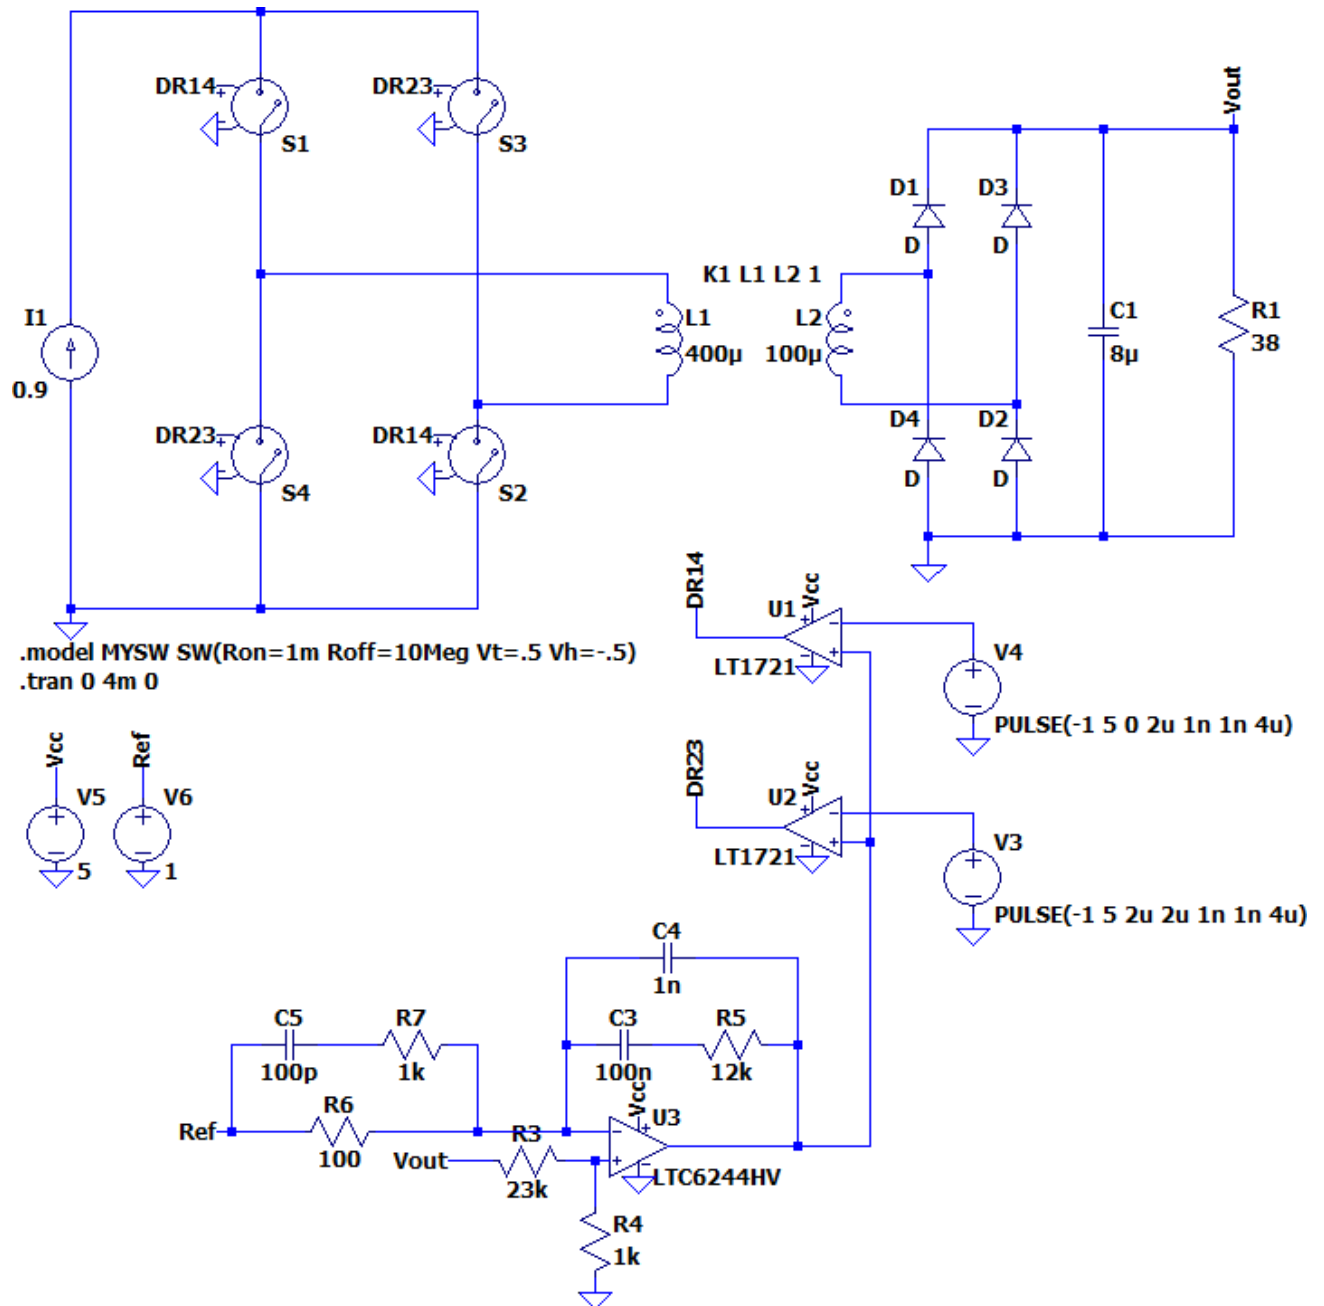 DR14
S1
DR23
S3
I1
0.9
DR23
S4
DR14
S2
K1 L1 L2 1
L1
400µ
L2
100µ
D1
D
D3
D
D4
D
D2
D
C1
8µ
R1
38
Vout
.model MYSW SW(Ron=1m Roff=10Meg Vt=.5 Vh=-.5)
.tran 0 4m 0
Vcc
V5
5
Ref
V6
1
DR14
U1
Vcc
LT1721
V4
PULSE(-1 5 0 2u 1n 1n 4u)
DR23
U2
Vcc
LT1721
V3
PULSE(-1 5 2u 2u 1n 1n 4u)
C4
1n
C5
100p
R7
1k
C3
100n
R5
12k
Ref
R6
100
Vcc
U3
LTC6244HV
Vout
R3
23k
R4
1k